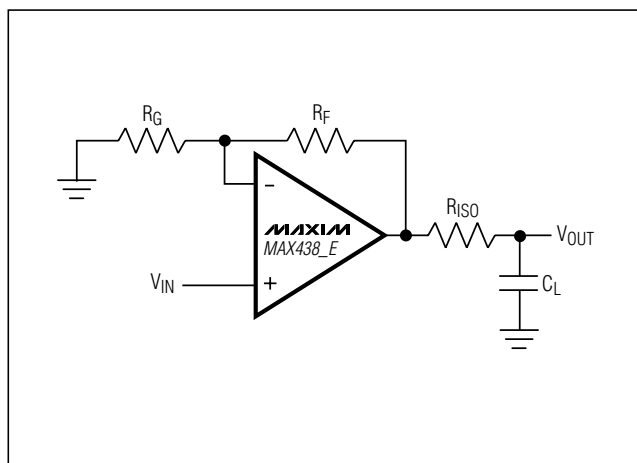 RG
RF
-
MAXIM
MAX438_E
RISO
VOUT
VIN
+
CL